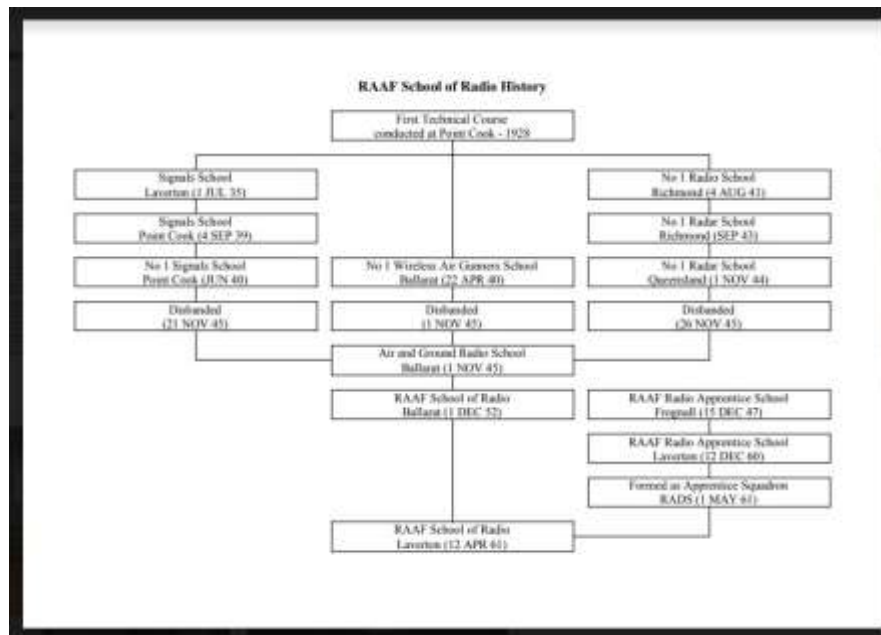 RAAF School of Radio History
First Technical Course
conducted at Point Cook - 1928
Signals School
Laverton (1 JUL 35)
No 1 Radio School
Richmond (4 AUG 41)
Signals School
Point Cook (4 SEP 39)
No 1 Radar School
Richmond (SEP 43)
No 1 Signals School
Point Cook (JUN 40)
No 1 Wireless Air Gunners School
Ballarat (22 APR 40)
No 1 Radar School
Queensland (1 NOV 44)
Disbanded
(21 NOV 45)
Disbanded
(1 NOV 45)
Disbanded
(26 NOV 45)
Air and Ground Radio School
Ballarat (1 NOV 45)
RAAF School of Radio
Ballarat (1 DEC 52)
RAAF Radio Apprentice School
Frognall (15 DEC 47)
RAAF Radio Apprentice School
Laverton (12 DEC 60)
Formed as Apprentice Squadron
RADS (1 MAY 61)
RAAF School of Radio
Laverton (12 APR 61)